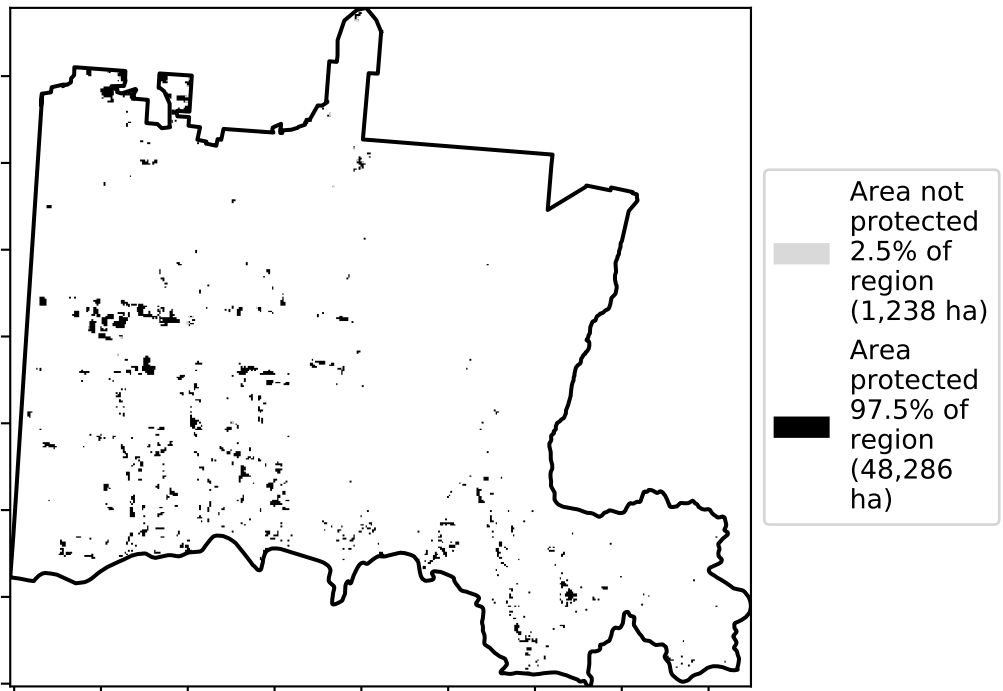 Area not
protected
2.5% of
region
(1,238 ha)
Area
protected
97.5% of
region
(48,286
ha)